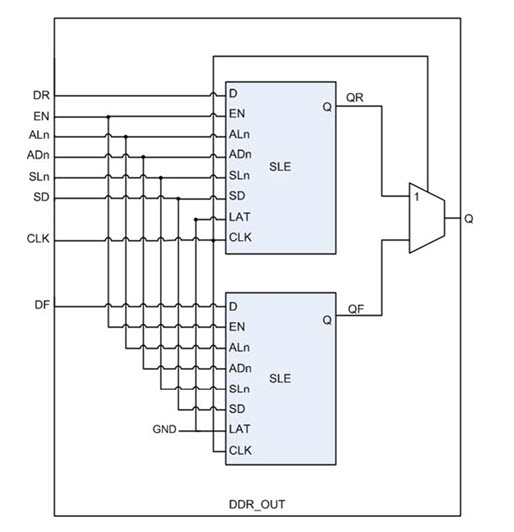 DR
EN
ALn
ADn
SLn
SD
CLK
D
EN
ALn
ADn
SLn
SD
LAT
CLK
Q
SLE
QR
1
Q
DF
GND
D
EN
ALn
ADn
SLn
SD
LAT
CLK
Q
SLE
QF
DDR_OUT